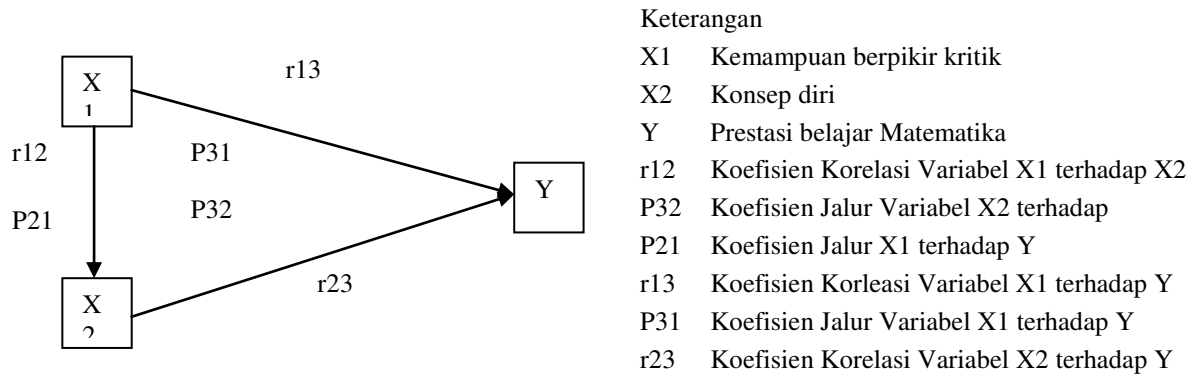 X
1
r13
r12
P31
P21
P32
Y
X
2
r23
Keterangan
X1 Kemampuan berpikir kritik
X2 Konsep diri
Y Prestasi belajar Matematika
r12 Koefisien Korelasi Variabel X1 terhadap X2
P32 Koefisien Jalur Variabel X2 terhadap
P21 Koefisien Jalur X1 terhadap Y
r13 Koefisien Korleasi Variabel X1 terhadap Y
P31 Koefisien Jalur Variabel X1 terhadap Y
r23 Koefisien Korelasi Variabel X2 terhadap Y